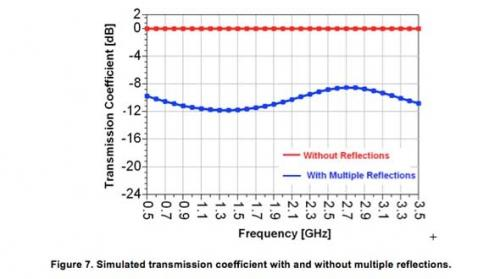 2
0
-4
-8
-12
-16
-20
-24
Transmission Coefficient [dB]
Without Reflections
With Multiple Reflections
0.5 0.7 0.9 1.1 1.3 1.5 1.7 1.9 2.1 2.3 2.5 2.7 2.9 3.1 3.3 3.5
Frequency [GHz]
Figure 7. Simulated transmission coefficient with and without multiple reflections.